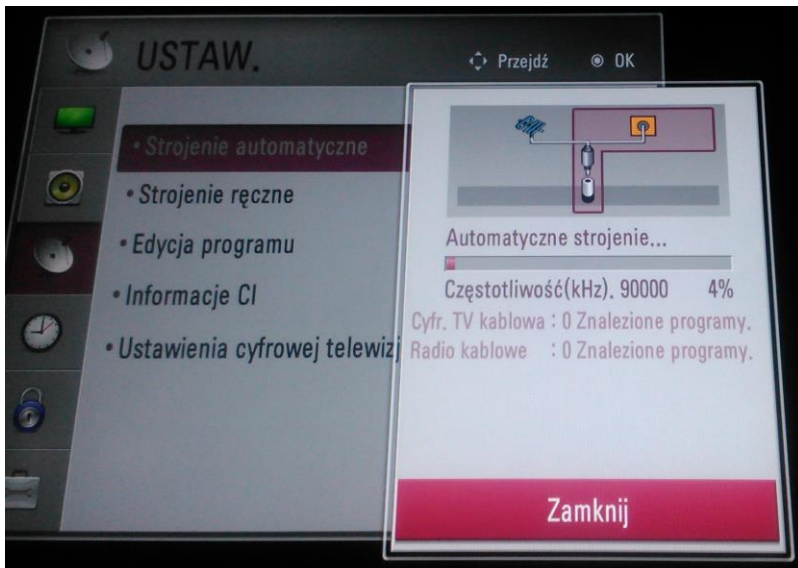 USTAW.
Przejdź
OK
• Strojenie automatyczne
• Strojenie ręczne
• Edycja programu
• Informacje CI
• Ustawienia cyfrowej telewizj
Automatyczne strojenie...
Częstotliwość(kHz). 90000 4%
Cyfr. TV kablowa : 0 Znalezione programy.
Radio kablowe : 0 Znalezione programy.
Zamknij